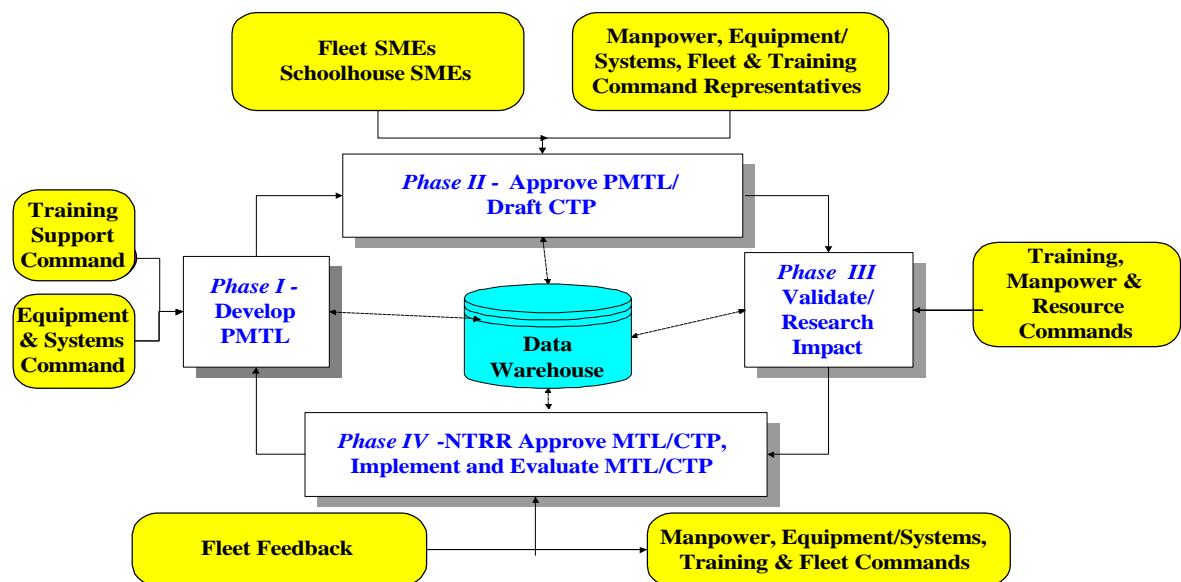 Fleet SMEs
Schoolhouse SMEs
Manpower, Equipment/
Systems, Fleet & Training
Command Representatives
Phase II - Approve PMTL/
Draft CTP
Training
Support
Command
Equipment
& Systems
Command
Phase I -
Develop
PMTL
Data
Warehouse
Phase III
Validate/
Research
Impact
Training,
Manpower &
Resource
Commands
Phase IV -NTRR Approve MTL/CTP,
Implement and Evaluate MTL/CTP
Fleet Feedback
Manpower, Equipment/Systems,
Training & Fleet Commands